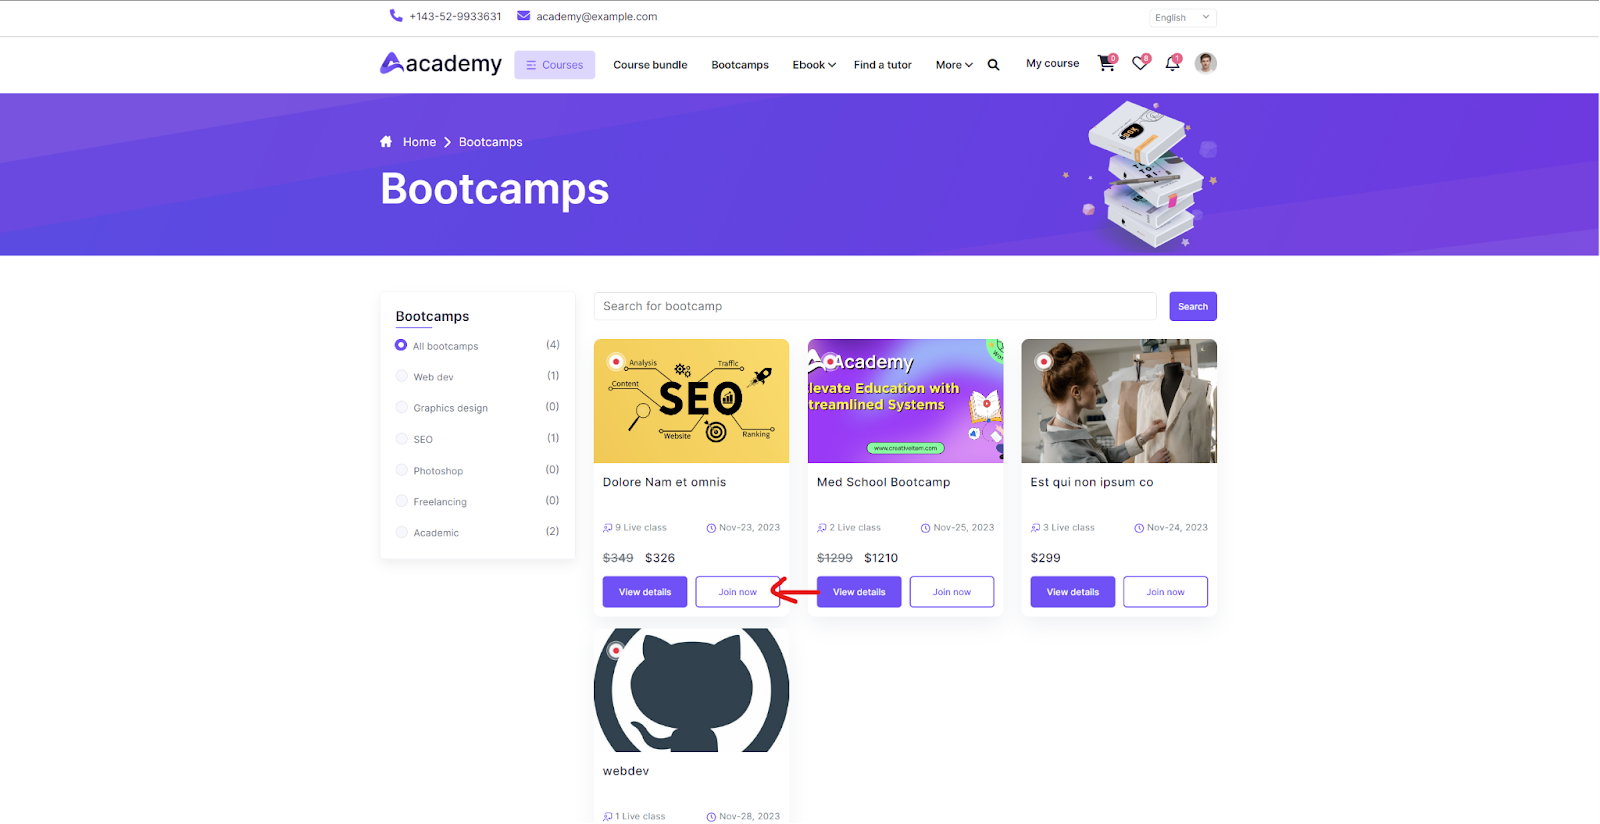 +143-52-9933631 academy@example.com English
academy Courses Course bundle Bootcamps Ebook Find a tutor More My course 0 8 1
Home Bootcamps
Bootcamps
Bootcamps
All bootcamps (4)
Web dev (1)
Graphics design (0)
SEO (1)
Photoshop (0)
Freelancing (0)
Academic (2)
Search for bootcamp Search
Analysis
Traffic
Content
SEO
Website
Ranking
Dolore Nam et omnis
9 Live class Nov-23, 2023
$349 $326
View details Join now
Academy
levate Education with
treamlined Systems
www.creativeitem.com
Med School Bootcamp
2 Live class Nov-25, 2023
$1299 $1210
View details Join now
Est qui non ipsum co
3 Live class Nov-24, 2023
$299
View details Join now
webdev
1 Live class Nov-28, 2023